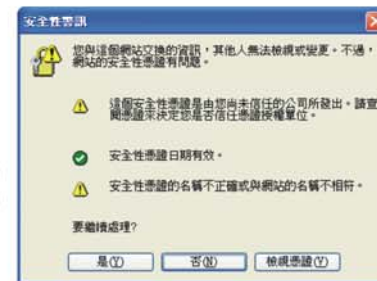 安全性警訊
您與這個網站交換的資訊，其他人無法檢視或變更。不過，
網站的安全性憑證有問題。
這個安全性憑證是由您尚未信任的公司所發出。請查
閱憑證來決定您是否信任憑證授權單位。
安全性憑證日期有效。
安全性憑證的名稱不正確或與網站的名稱不相符。
要繼續處理?
是(Y)
否(N)
檢視憑證(V)